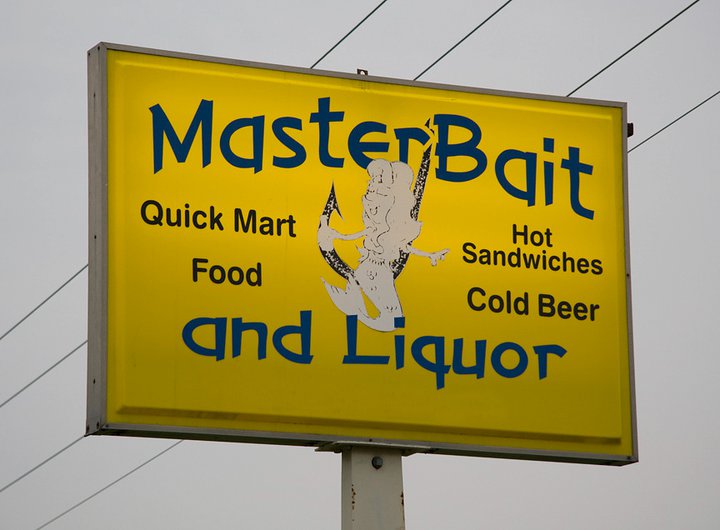 MasterBait
Quick Mart
Food
Hot
Sandwiches
Cold Beer
and Liquor